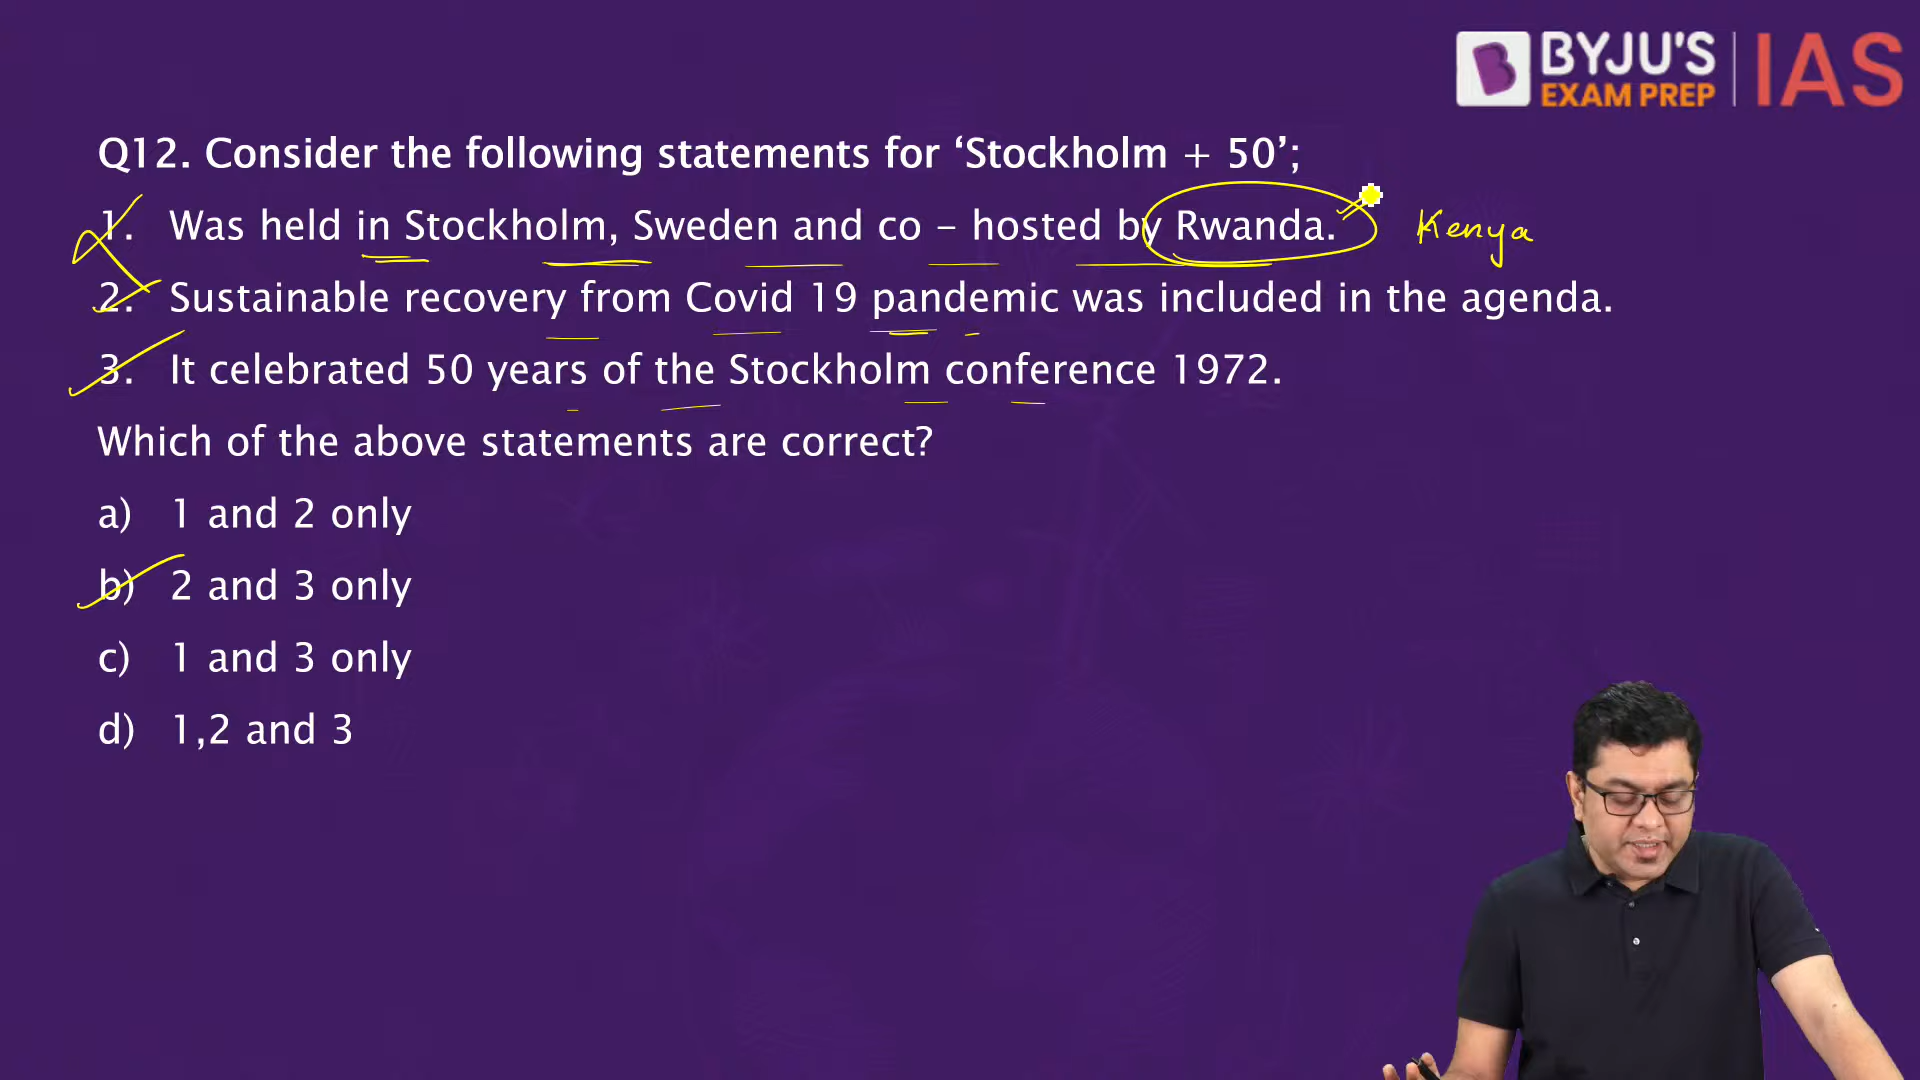 BYJU'S
EXAM PREP
IAS
Q12. Consider the following statements for ‘Stockholm + 50’;
1. Was held in Stockholm, Sweden and co – hosted by Rwanda.
Kenya
2. Sustainable recovery from Covid 19 pandemic was included in the agenda.
3. It celebrated 50 years of the Stockholm conference 1972.
Which of the above statements are correct?
a) 1 and 2 only
b) 2 and 3 only
c) 1 and 3 only
d) 1,2 and 3